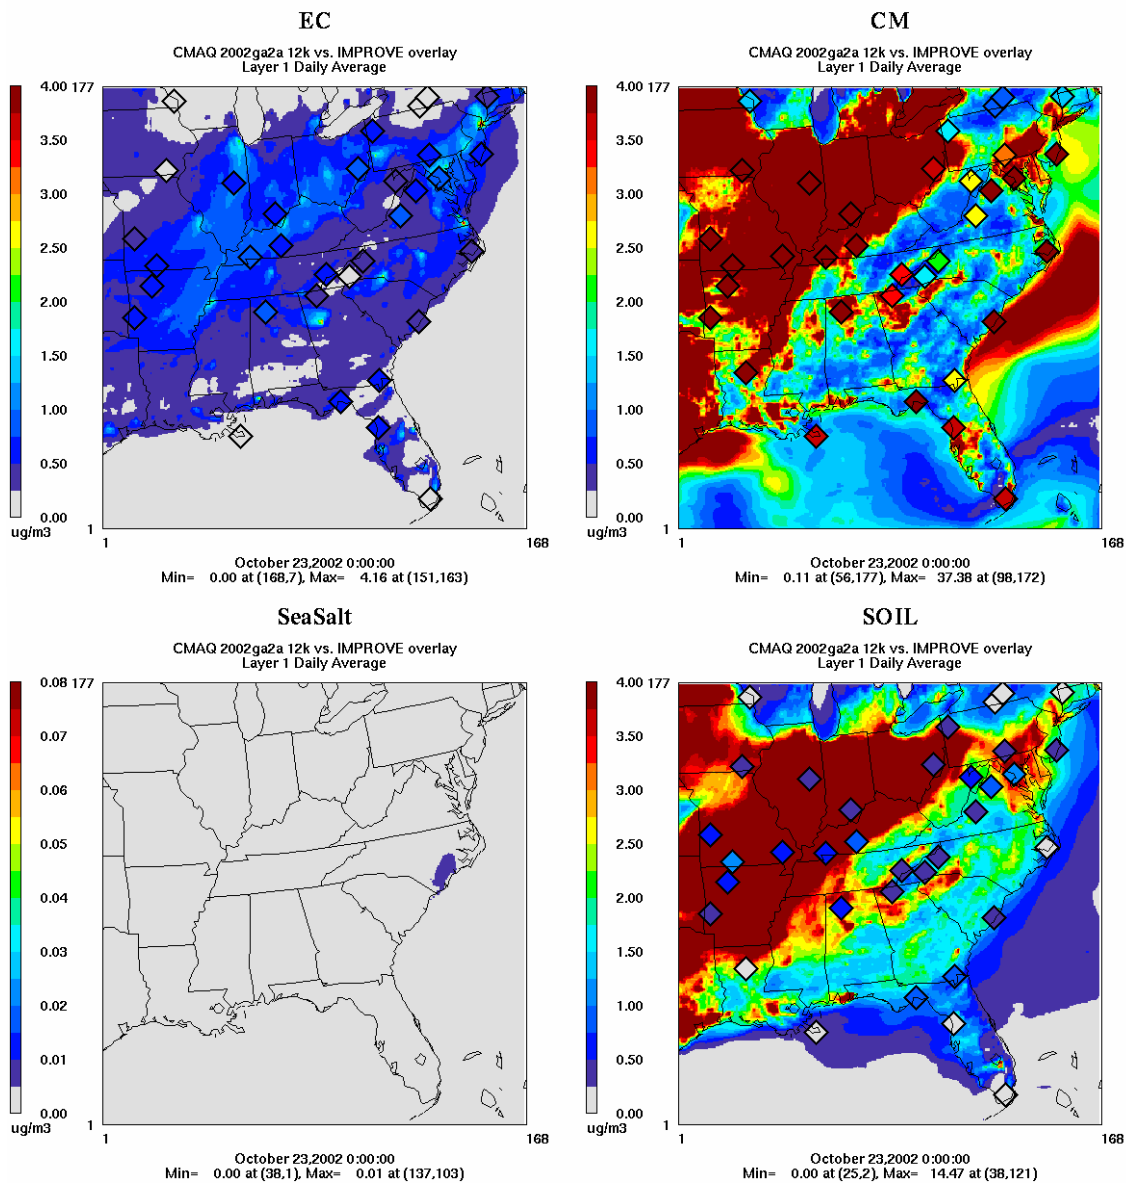 EC
CMAQ 2002ga2a 12k vs. IMPROVE overlay
Layer 1 Daily Average
4.00 177
3.50
3.00
2.50
2.00
1.50
1.00
0.50
0.00
ug/m3
1
1 168
October 23,2002 0:00:00
Min= 0.00 at (168,7), Max= 4.16 at (151,163)
CM
CMAQ 2002ga2a 12k vs. IMPROVE overlay
Layer 1 Daily Average
4.00 177
3.50
3.00
2.50
2.00
1.50
1.00
0.50
0.00
ug/m3
1
1 168
October 23,2002 0:00:00
Min= 0.11 at (56,177), Max= 37.38 at (98,172)
SeaSalt
CMAQ 2002ga2a 12k vs. IMPROVE overlay
Layer 1 Daily Average
0.08 177
0.07
0.06
0.05
0.04
0.03
0.02
0.01
0.00
ug/m3
1
1 168
October 23,2002 0:00:00
Min= 0.00 at (38,1), Max= 0.01 at (137,103)
SOIL
CMAQ 2002ga2a 12k vs. IMPROVE overlay
Layer 1 Daily Average
4.00 177
3.50
3.00
2.50
2.00
1.50
1.00
0.50
0.00
ug/m3
1
1 168
October 23,2002 0:00:00
Min= 0.00 at (25,2), Max= 14.47 at (38,121)